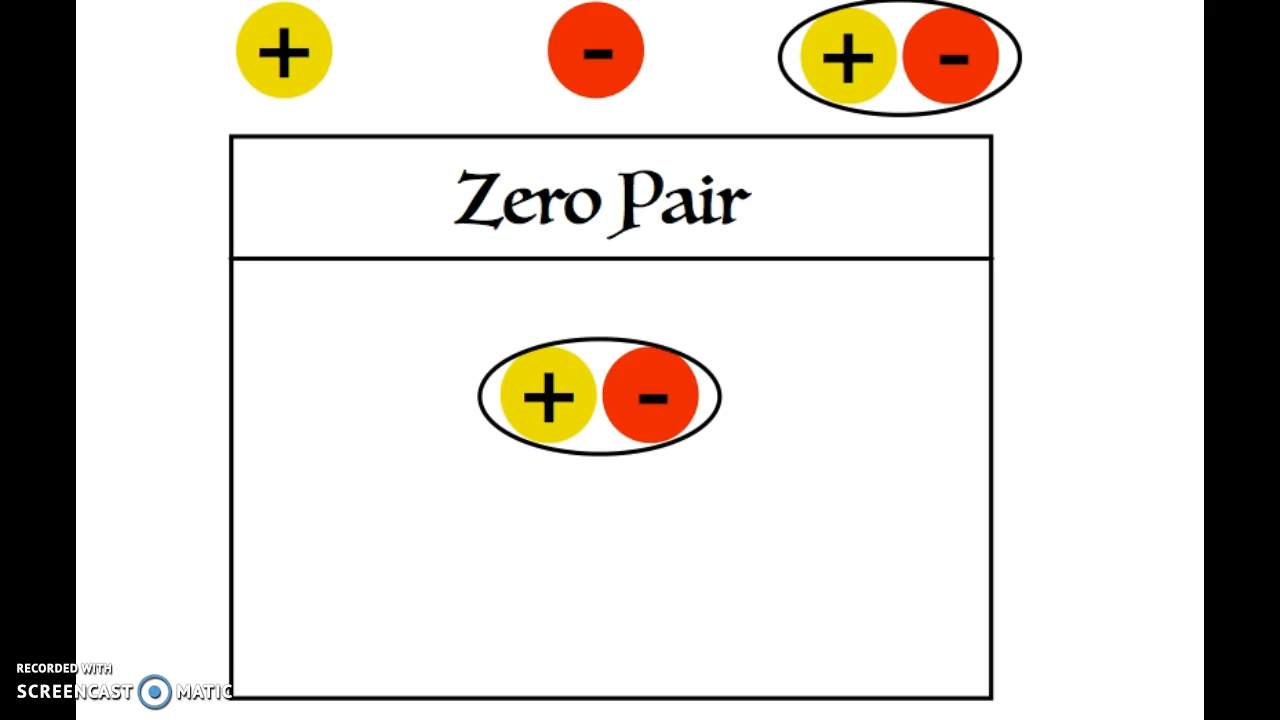 + - + -
Zero Pair
+ -
RECORDED WITH
SCREENCAST MATIC